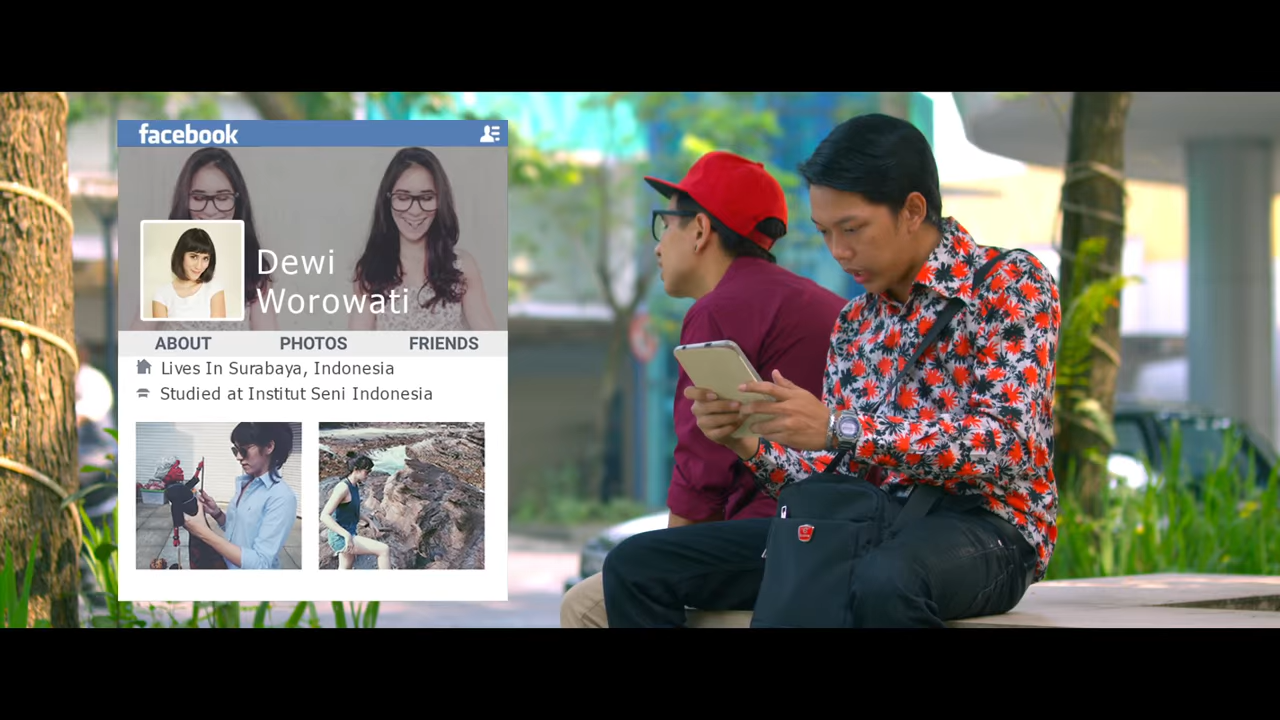 facebook
Dewi
Worowati
ABOUT PHOTOS FRIENDS
Lives In Surabaya, Indonesia
Studied at Institut Seni Indonesia